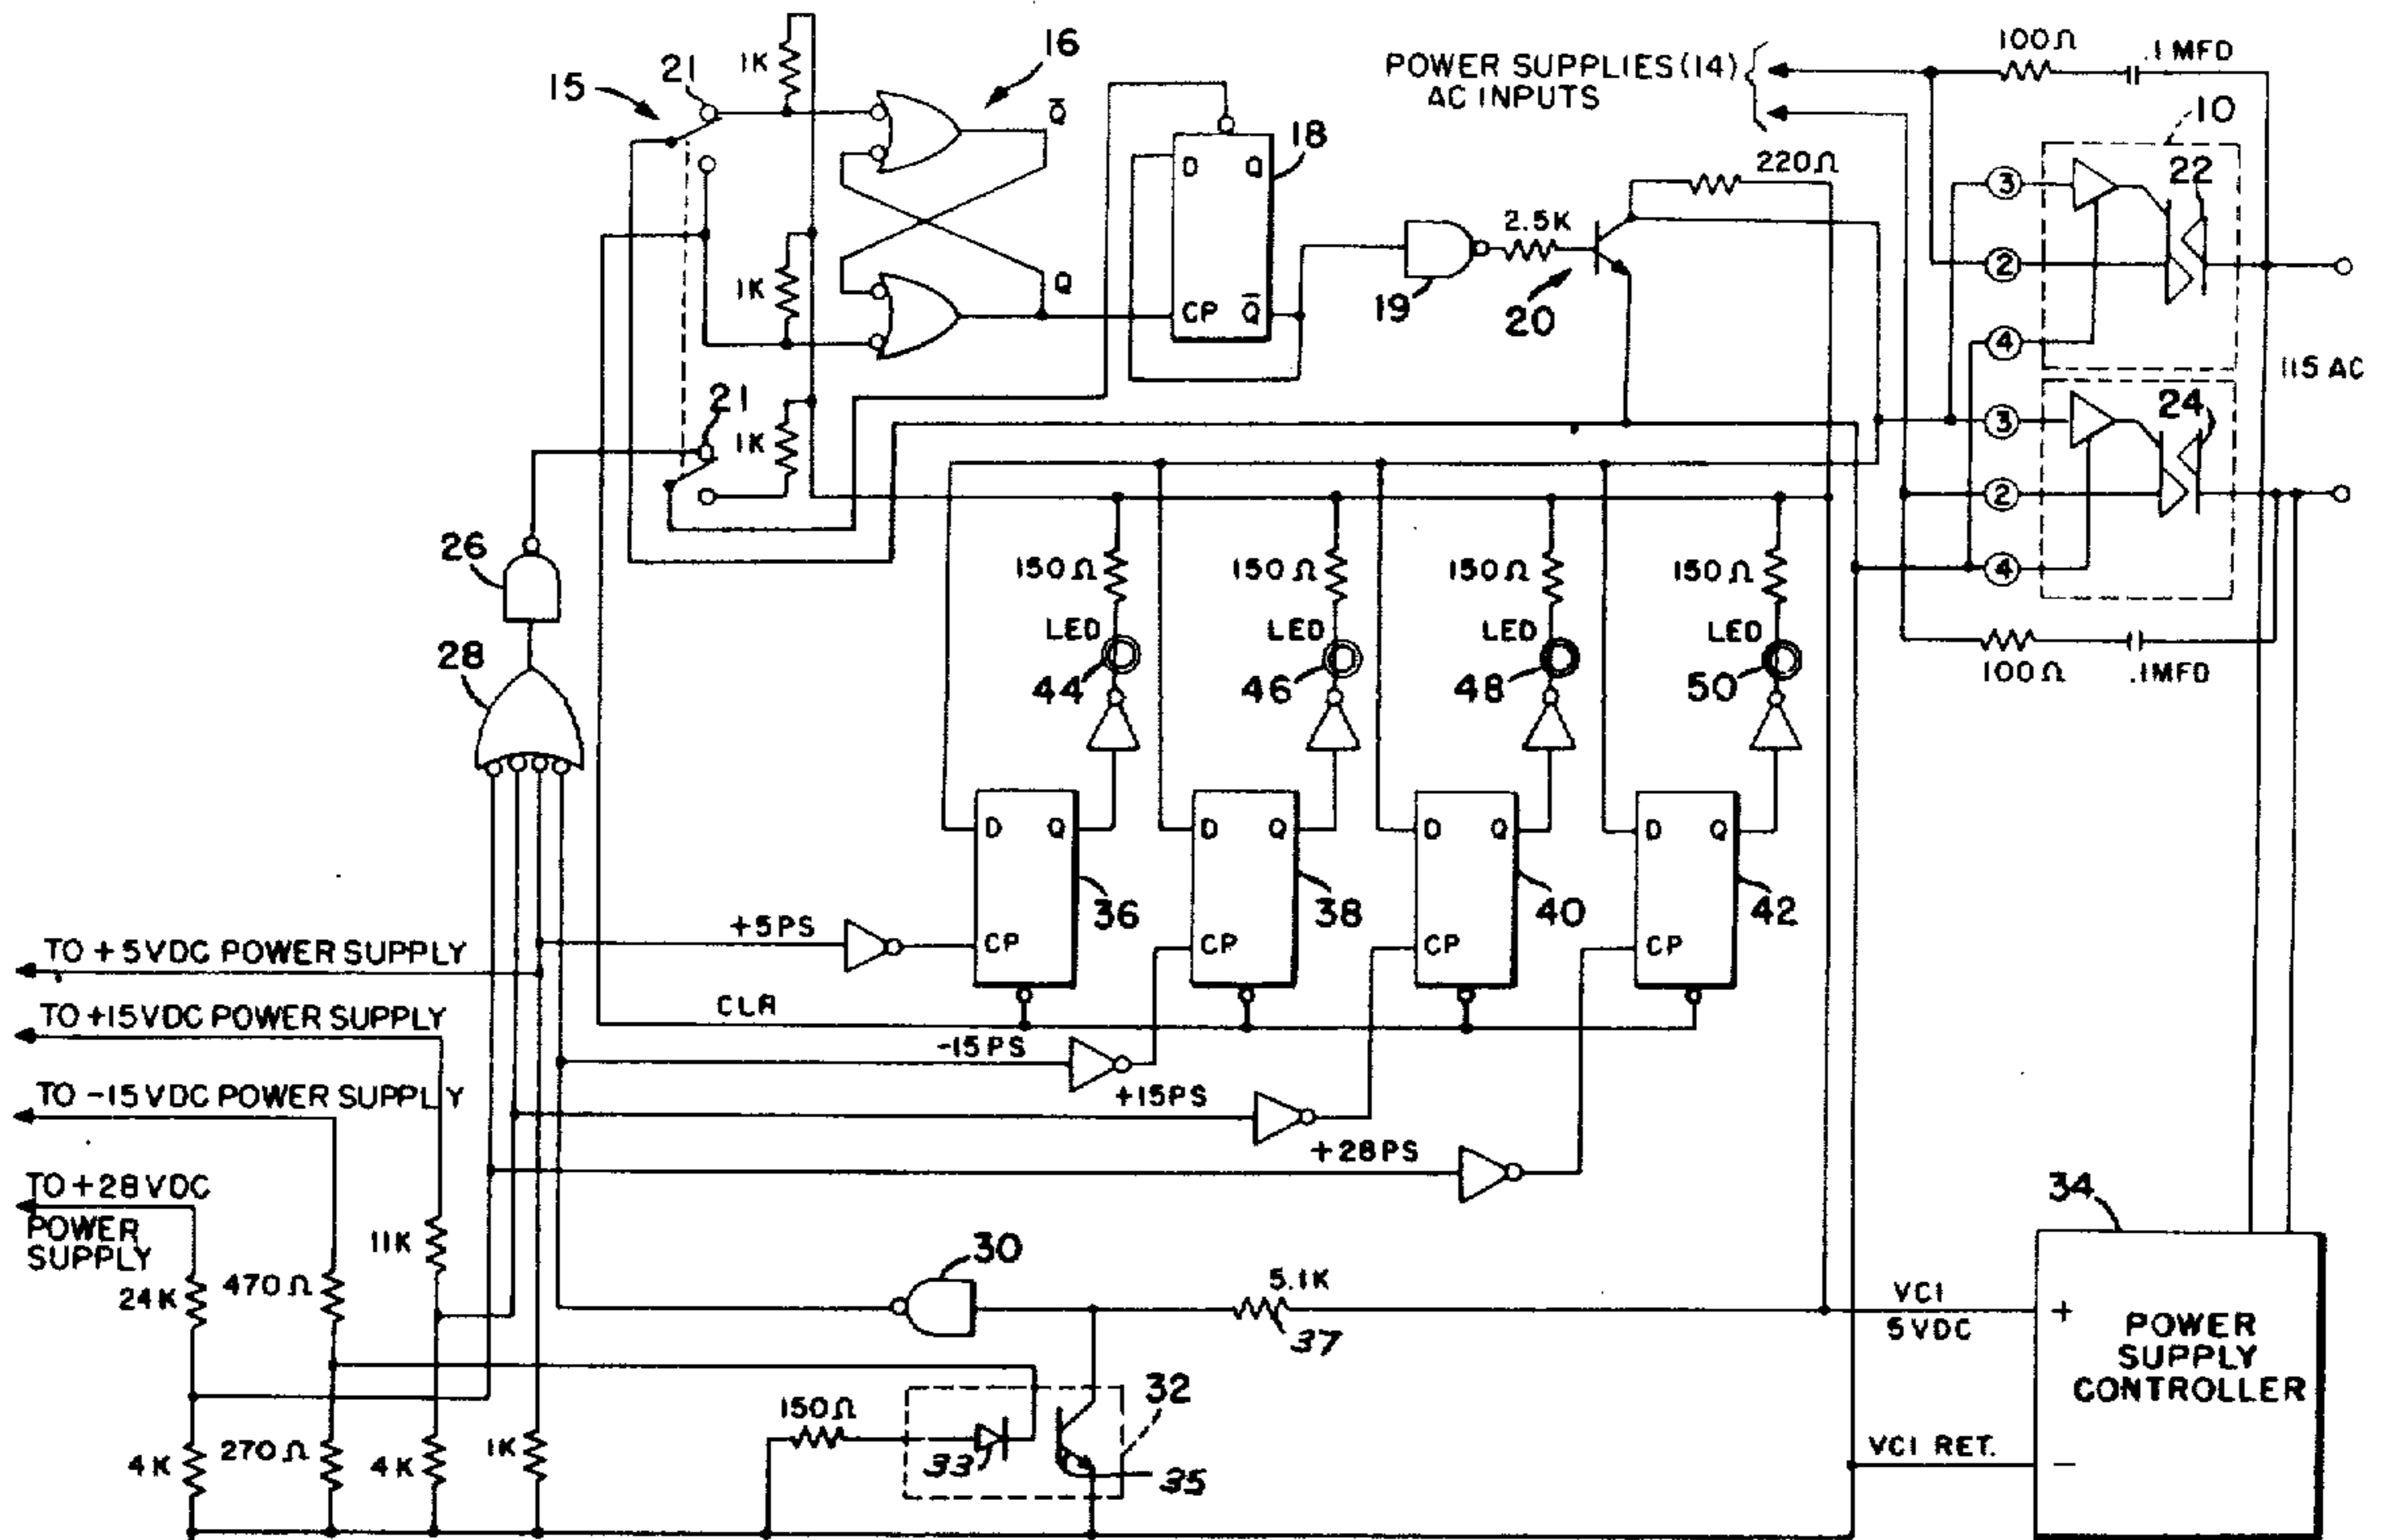 1K
21
15
16
Q̄
POWER SUPPLIES (14)
AC INPUTS
100Ω
.1 MFD
10
D
Q
18
220Ω
3
22
2.5K
1K
Q
CP
Q̄
19
20
2
4
115 AC
21
1K
3
24
2
4
100Ω
.1MFD
26
28
150Ω
150Ω
150Ω
150Ω
LED
LED
LED
LED
44
46
48
50
D
Q
D
Q
D
Q
D
Q
36
38
40
42
+5PS
CP
CP
CP
CP
TO +5VDC POWER SUPPLY
CLR
TO +15VDC POWER SUPPLY
-15PS
TO -15VDC POWER SUPPLY
+15PS
+28PS
TO +28VDC
POWER
SUPPLY
34
11K
24K
470Ω
30
5.1K
37
VCI
5VDC
+
POWER
SUPPLY
CONTROLLER
32
150Ω
4K
270Ω
4K
1K
33
35
VCI RET.
−